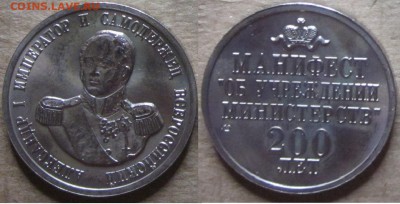 COINS.LAVE.RU
АЛЕКСАНДР I ИМПЕРАТОР И САМОДЕРЖЕЦ ВСЕРОССИЙСКИЙ
МАНИФЕСТ
"ОБ УЧРЕЖДЕНИИ
МИНИСТЕРСТВ"
200
ЛЕТ